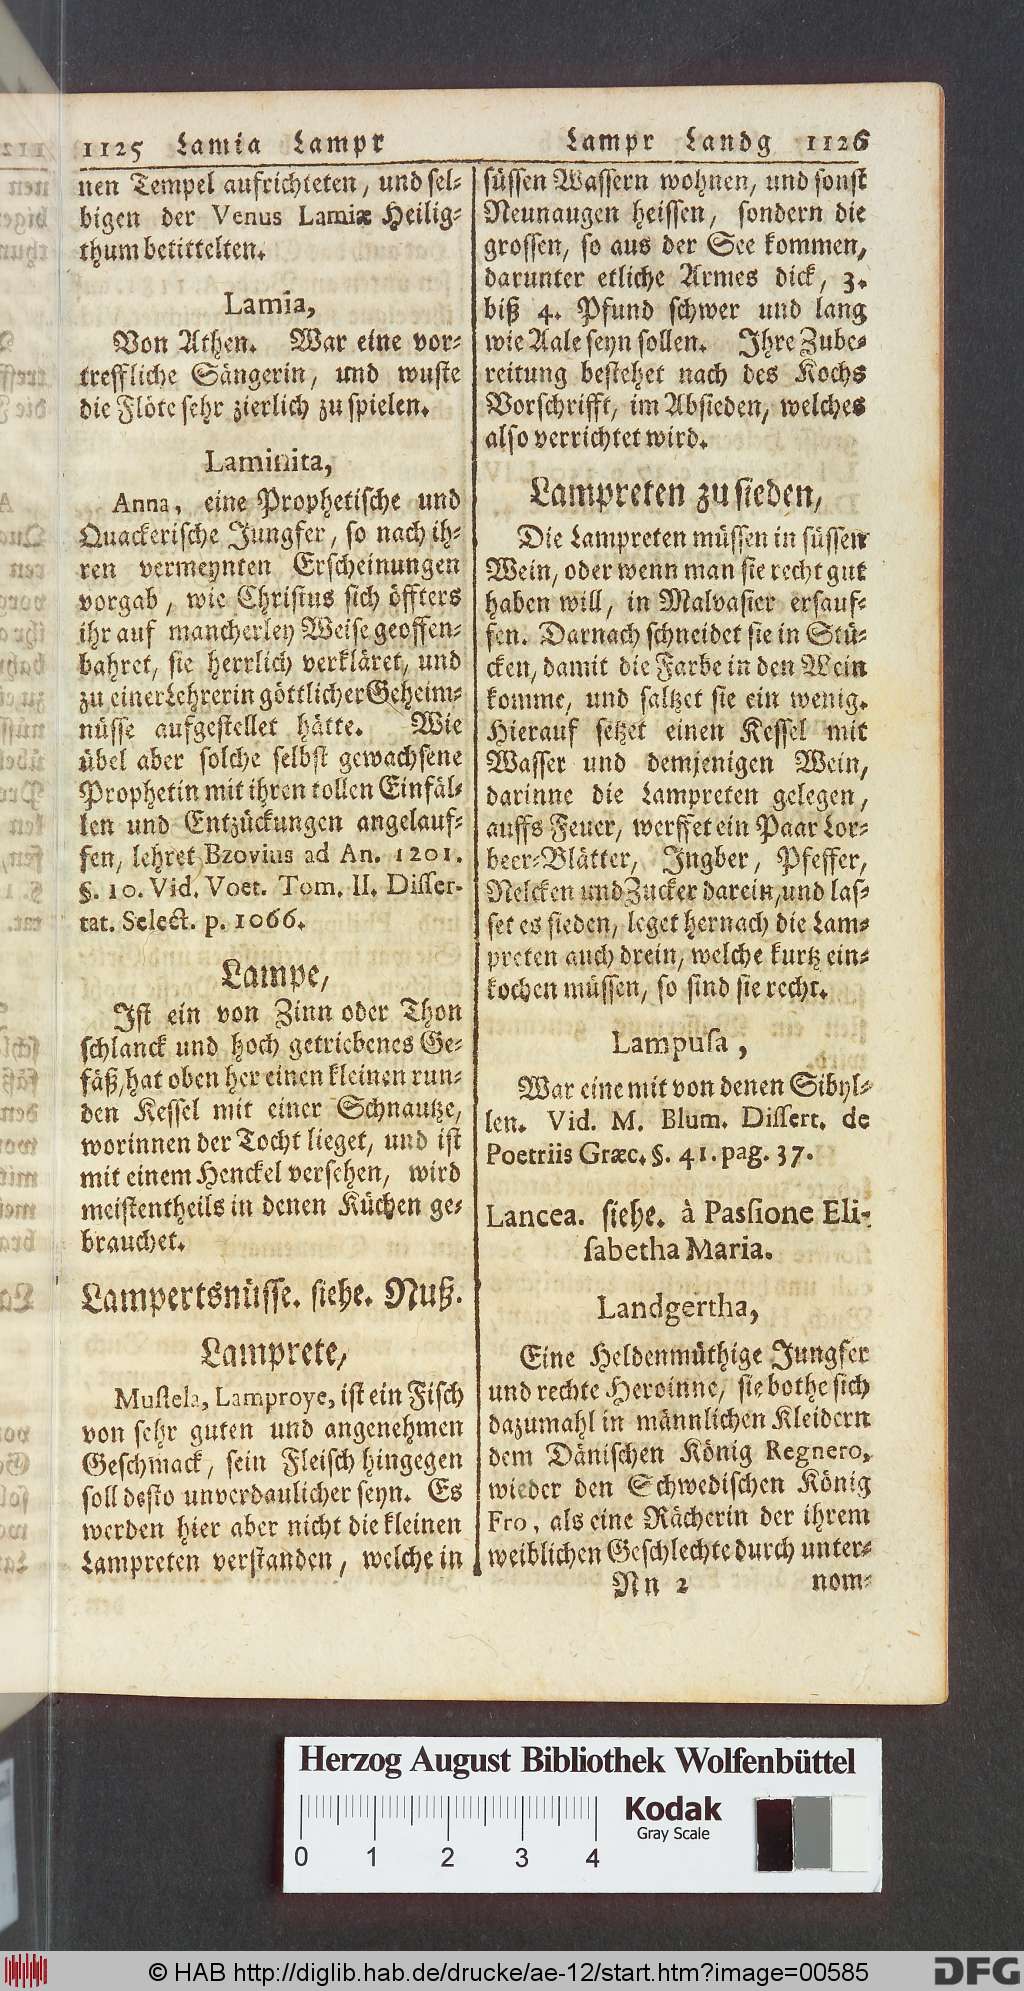 1125 Lamia Lampr
Lampr Landg 1126
nen Tempel aufrichteten, und sel-
bigen der Venus Lamiæ Heilig-
thum betittelten.
Lamia,
Von Athen. War eine vor-
treffliche Sängerin, und wuste
die Flöte sehr zierlich zu spielen.
Laminita,
Anna, eine Prophetische und
Quackerische Jungfer, so nach ih-
ren vermeynten Erscheinungen
vorgab, wie Christus sich öffters
ihr auf mancherley Weise geoffen-
bahret, sie herrlich verkläret, und
zu einer Lehrerin göttlicher Geheim-
nüsse aufgestellet hätte. Wie
übel aber solche selbst gewachsene
Prophetin mit ihren tollen Einfäl-
len und Entzückungen angelauf-
fen, lehret Bzovius ad An. 1201.
§. 10. Vid. Voet. Tom. II. Disser-
tat. Select. p. 1066.
Lampe,
Ist ein von Zinn oder Thon
schlanck und hoch getriebenes Ge-
fäß, hat oben her einen kleinen run-
den Kessel mit einer Schnautze,
worinnen der Tocht lieget, und ist
mit einem Henckel versehen, wird
meistentheils in denen Küchen ge-
brauchet.
Lampertsnüsse. siehe. Nuß.
Lamprete,
Mustela, Lamproye, ist ein Fisch
von sehr guten und angenehmen
Geschmack, sein Fleisch hingegen
soll desto unverdaulicher seyn. Es
werden hier aber nicht die kleinen
Lampreten verstanden, welche in
süssen Wassern wohnen, und sonst
Neunaugen heissen, sondern die
grossen, so aus der See kommen,
darunter etliche Armes dick, 3.
biß 4. Pfund schwer und lang
wie Aale seyn sollen. Ihre Zube-
reitung bestehet nach des Kochs
Vorschrifft, im Absieden, welches
also verrichtet wird.
Lampreten zu sieden,
Die Lampreten müssen in süssen
Wein, oder wenn man sie recht gut
haben will, in Malvasier ersauf-
fen. Darnach schneidet sie in Stü-
cken, damit die Farbe in den Wein
komme, und saltzet sie ein wenig.
Hierauf setzet einen Kessel mit
Wasser und demjenigen Wein,
darinne die Lampreten gelegen,
auffs Feuer, werffet ein Paar Lor-
beer-Blätter, Ingber, Pfeffer,
Nelcken und Zucker darein, und las-
set es sieden, leget hernach die Lam-
preten auch drein, welche kurtz ein-
kochen müssen, so sind sie recht.
Lampusa,
War eine mit von denen Sibyl-
len. Vid. M. Blum. Dissert. de
Poetriis Græc. §. 41. pag. 37.
Lancea. siehe. à Passione Eli-
sabetha Maria.
Landgertha,
Eine Heldenmüthige Jungfer
und rechte Heroinne, sie bothe sich
dazumahl in männlichen Kleidern
dem Dänischen König Regnero,
wieder den Schwedischen König
Fro, als eine Rächerin der ihrem
weiblichen Geschlechte durch unter-
Nn 2 nom-
Herzog August Bibliothek Wolfenbüttel
0 1 2 3 4
Kodak
Gray Scale
© HAB http://diglib.hab.de/drucke/ae-12/start.htm?image=00585
DFG